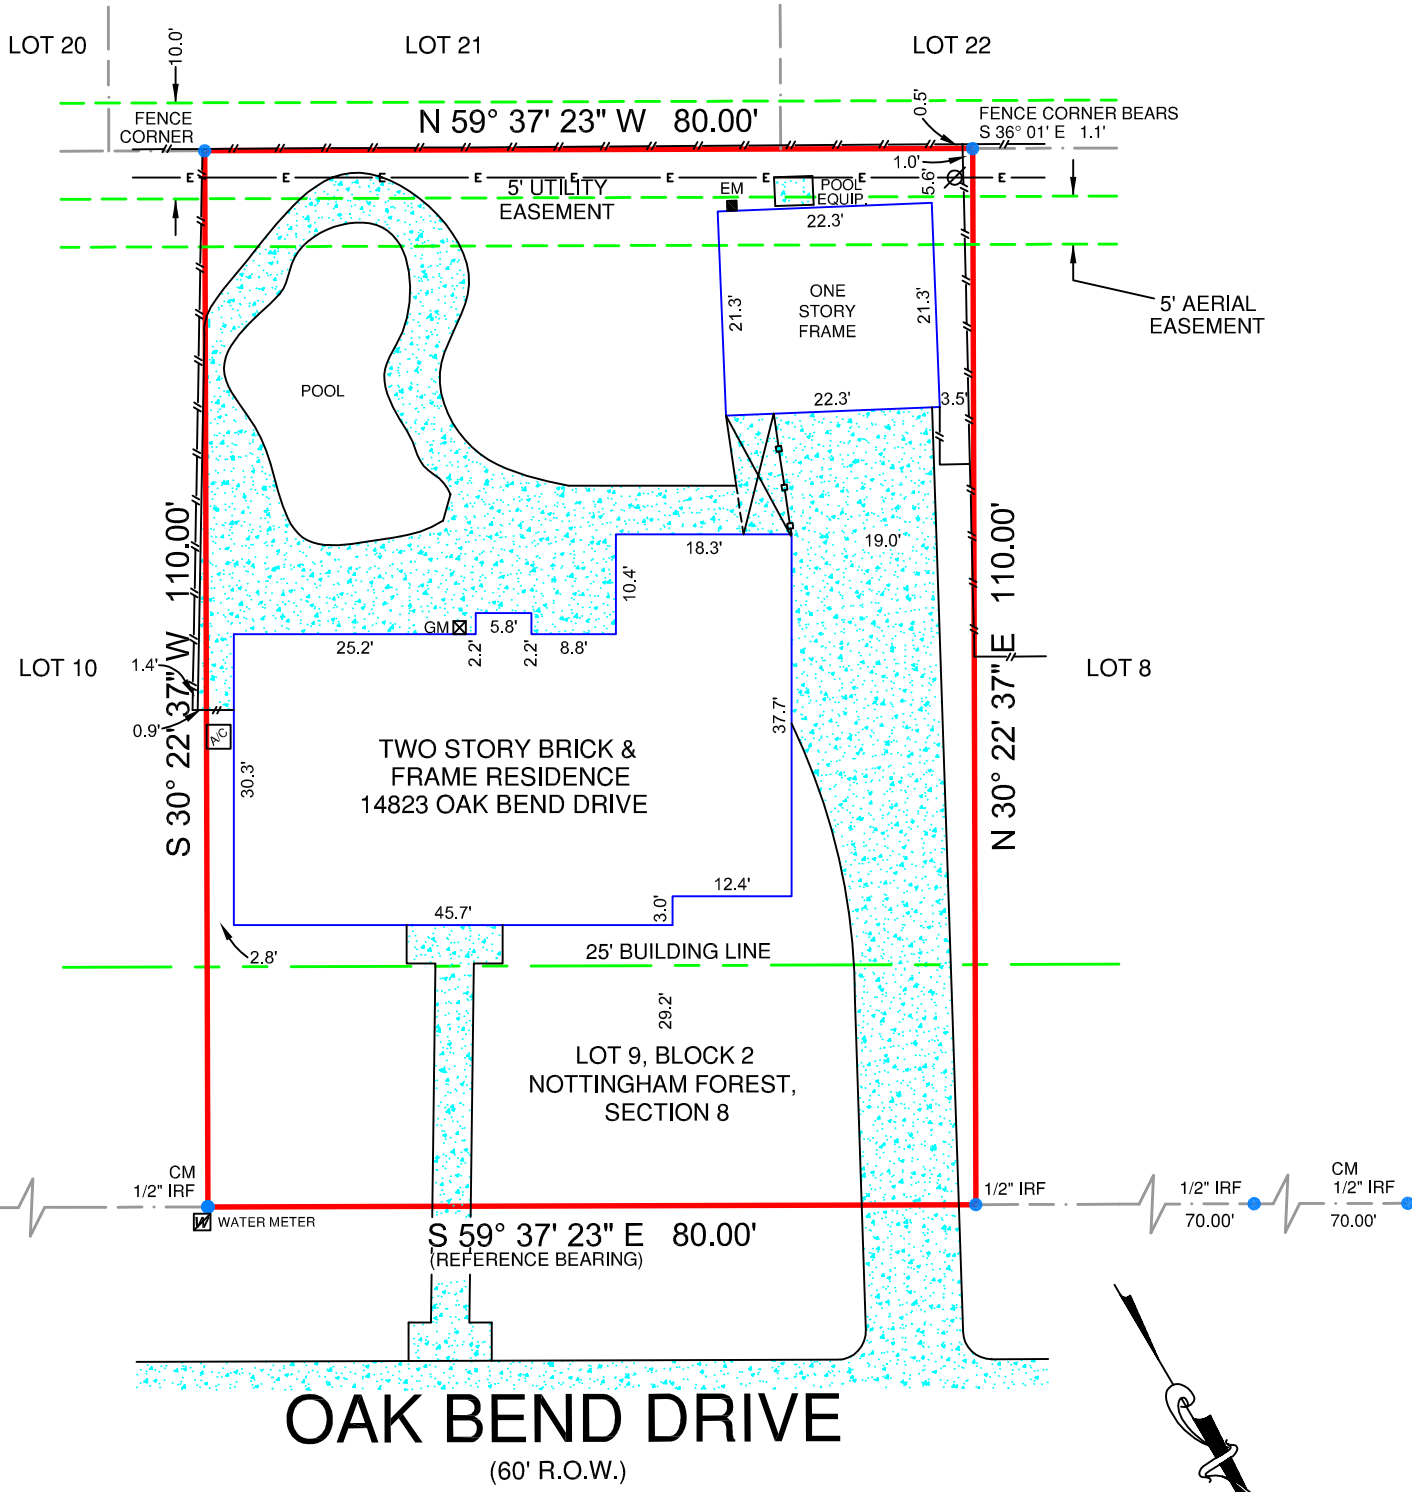 LOT 20
LOT 21
LOT 22
10.0'
FENCE
CORNER
N 59° 37' 23" W 80.00'
0.5'
FENCE CORNER BEARS
S 36° 01' E 1.1'
1.0'
5.6'
E E E E E E E E E
5' UTILITY
EASEMENT
EM
POOL
EQUIP.
22.3'
ONE
STORY
FRAME
21.3'
21.3'
5' AERIAL
EASEMENT
POOL
22.3'
3.5'
S 30° 22' 37" W 110.00'
N 30° 22' 37" E 110.00'
18.3'
19.0'
10.4'
GM
5.8'
25.2'
2.2'
2.2'
8.8'
LOT 10
1.4'
LOT 8
0.9'
A/C
37.7'
30.3'
TWO STORY BRICK &
FRAME RESIDENCE
14823 OAK BEND DRIVE
12.4'
45.7'
3.0'
2.8'
25' BUILDING LINE
29.2'
LOT 9, BLOCK 2
NOTTINGHAM FOREST,
SECTION 8
CM
1/2" IRF
1/2" IRF
1/2" IRF
70.00'
CM
1/2" IRF
70.00'
W WATER METER
S 59° 37' 23" E 80.00'
(REFERENCE BEARING)
OAK BEND DRIVE
(60' R.O.W.)